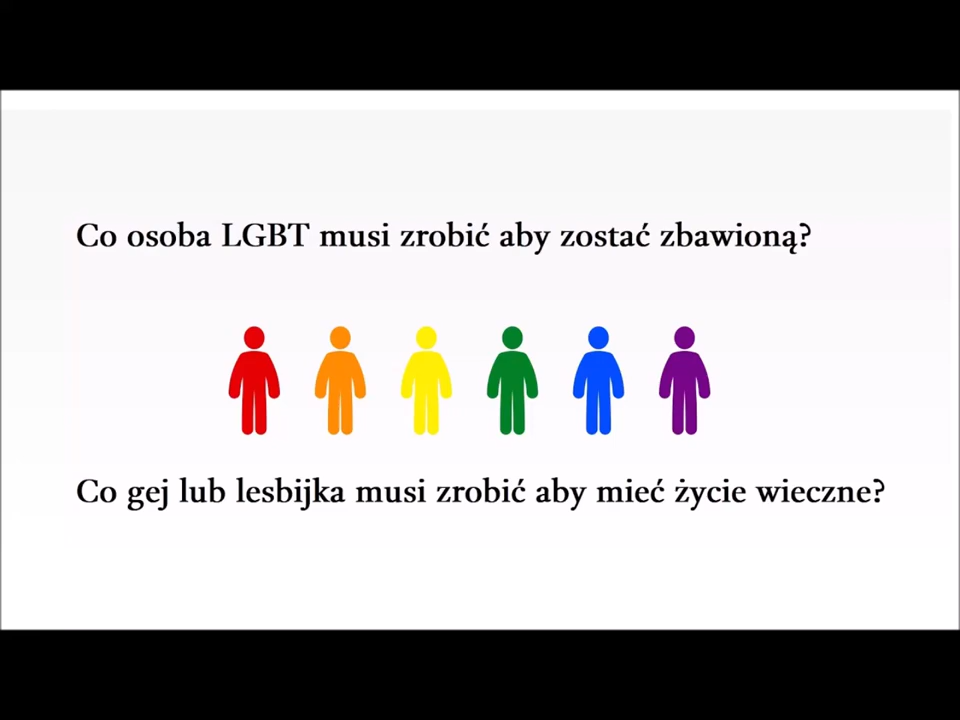 Co osoba LGBT musi zrobić aby zostać zbawioną?
Co gej lub lesbijka musi zrobić aby mieć życie wieczne?